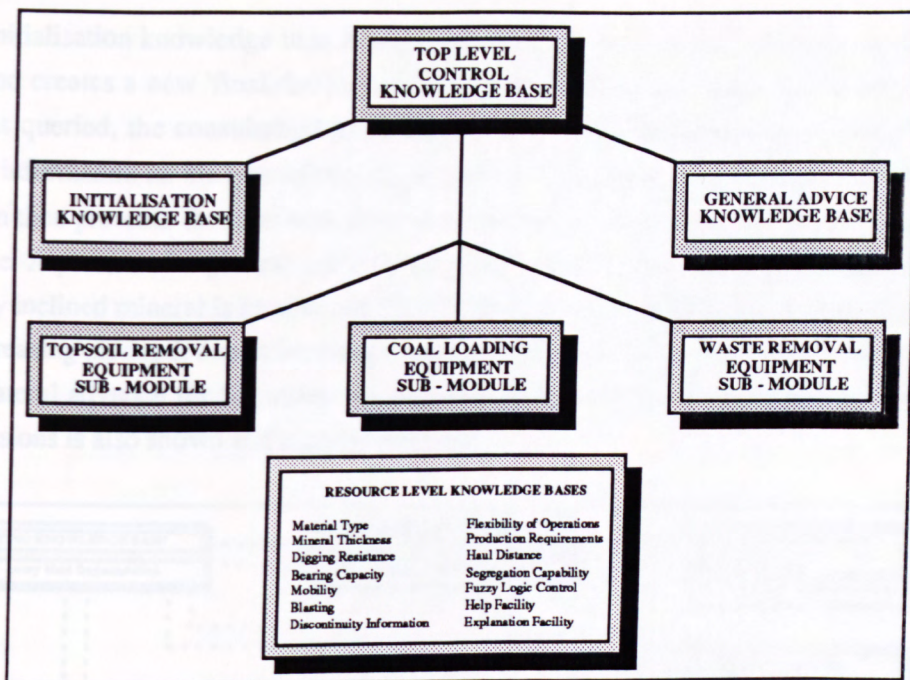 TOP LEVEL
CONTROL
KNOWLEDGE BASE
INITIALISATION
KNOWLEDGE BASE
GENERAL ADVICE
KNOWLEDGE BASE
TOPSOIL REMOVAL
EQUIPMENT
SUB - MODULE
COAL LOADING
EQUIPMENT
SUB - MODULE
WASTE REMOVAL
EQUIPMENT
SUB - MODULE
RESOURCE LEVEL KNOWLEDGE BASES
Material Type
Mineral Thickness
Digging Resistance
Bearing Capacity
Mobility
Blasting
Discontinuity Information
Flexibility of Operations
Production Requirements
Haul Distance
Segregation Capability
Fuzzy Logic Control
Help Facility
Explanation Facility